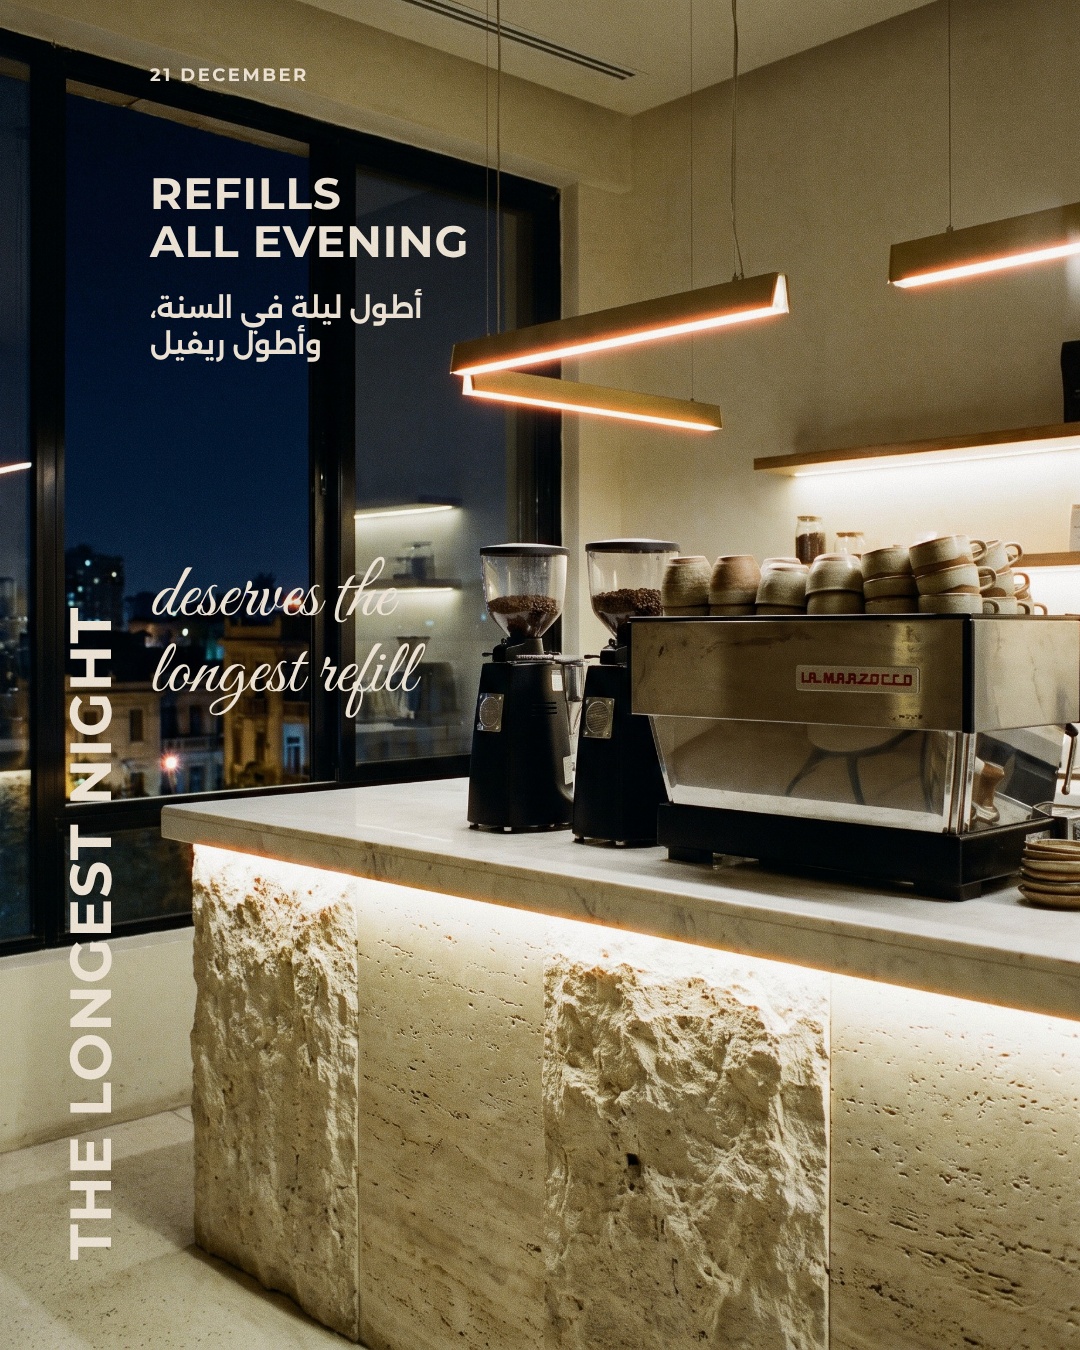 21 DECEMBER
REFILLS
ALL EVENING
أطول ليلة في السنة،
وأطول ريفيل
THE LONGEST NIGHT
deserves the
longest refill
LA MARZOCCO